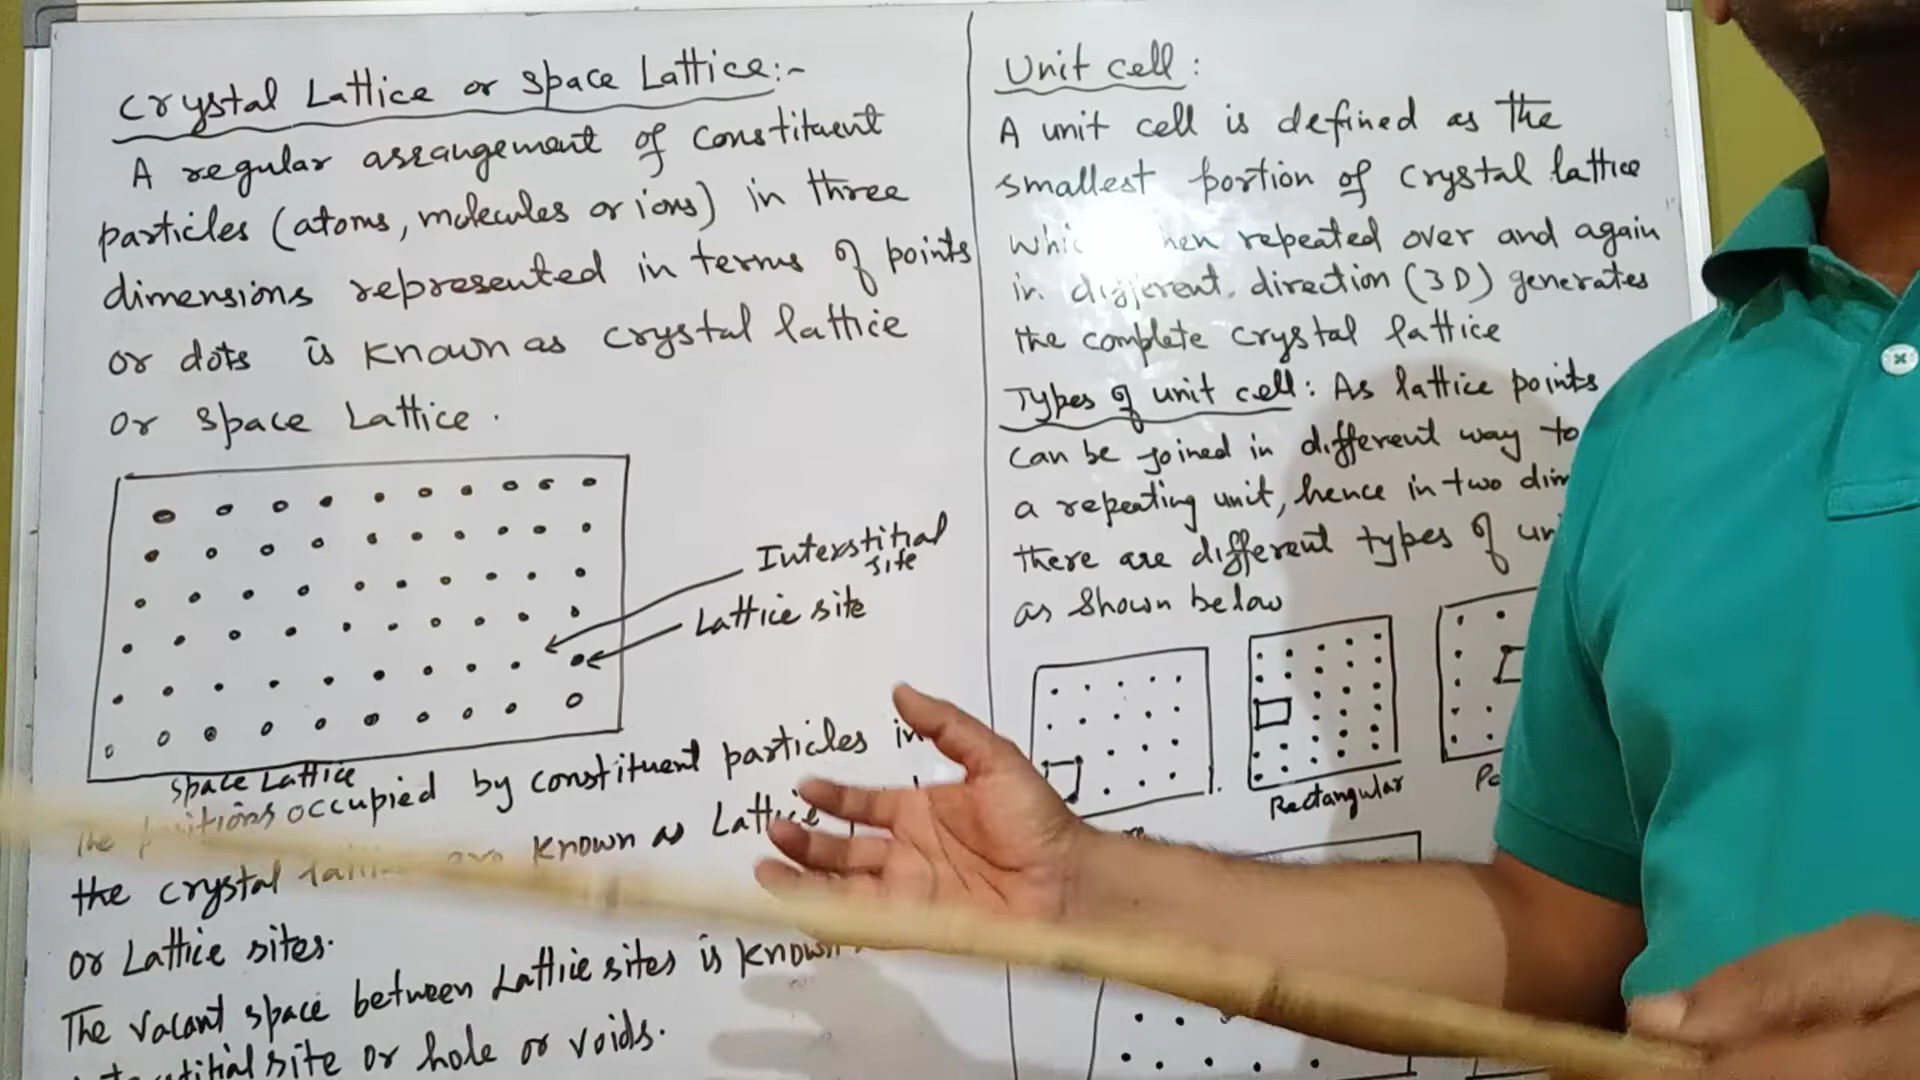 Crystal Lattice or Space Lattice:-
A regular arrangement of constituent
particles (atoms, molecules or ions) in three
dimensions represented in terms of points
or dots is known as crystal lattice
or space Lattice.
Interstitial
site
Lattice site
Space Lattice
The occupied by constituent particles in
the crystal known as Lattice
or Lattice sites.
The vacant space between Lattice sites is known
site or hole or voids.
Unit cell:
A unit cell is defined as the
smallest portion of crystal lattice
repeated over and again
in different direction (3D) generates
the complete crystal lattice
Types of unit cell: As lattice points
can be joined in different way to
a repeating unit, hence in two
there are different types of
as shown below
Rectangular